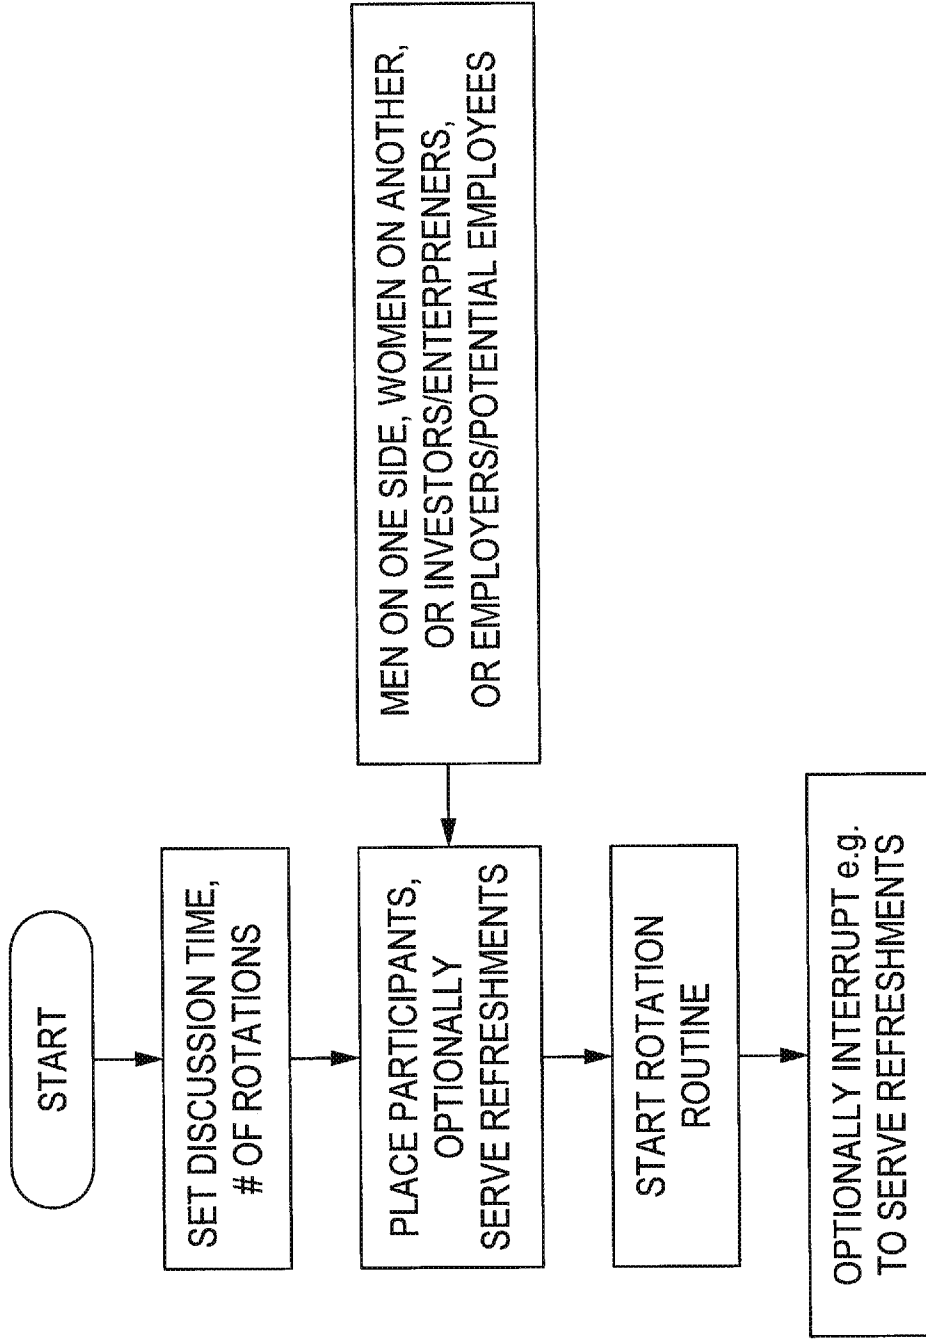 START
SET DISCUSSION TIME,
# OF ROTATIONS
PLACE PARTICIPANTS,
OPTIONALLY
SERVE REFRESHMENTS
MEN ON ONE SIDE, WOMEN ON ANOTHER,
OR INVESTORS/ENTERPRENERS,
OR EMPLOYERS/POTENTIAL EMPLOYEES
START ROTATION
ROUTINE
OPTIONALLY INTERRUPT e.g.
TO SERVE REFRESHMENTS